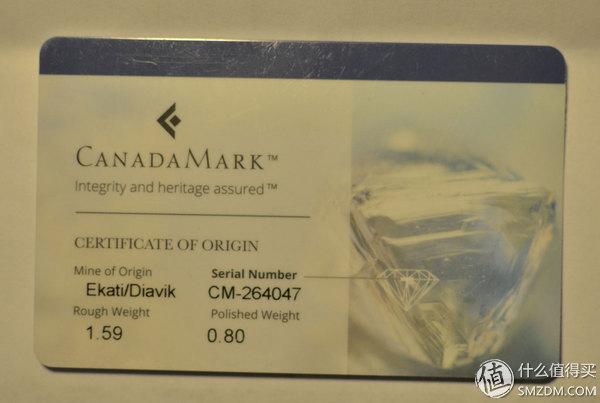 CANADAMARK™
Integrity and heritage assured™
CERTIFICATE OF ORIGIN
Mine of Origin Serial Number
Ekati/Diavik CM-264047
Rough Weight Polished Weight
1.59 0.80
值 什么值得买
SMZDM.COM